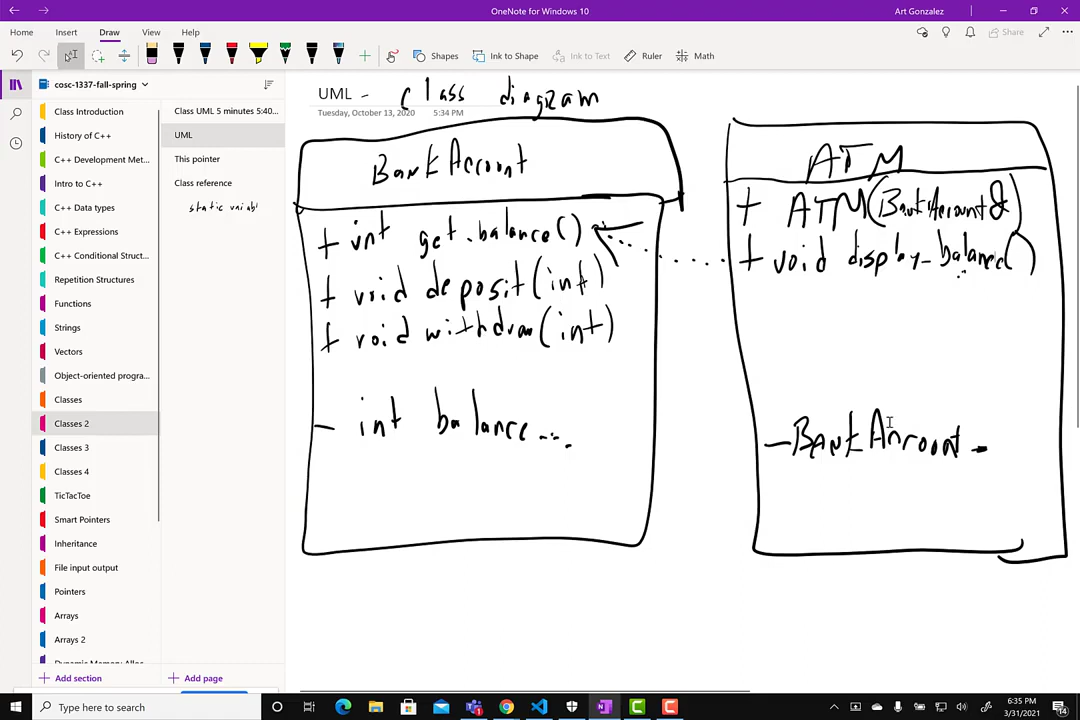 OneNote for Windows 10
Art Gonzalez
Home
Insert
Draw
View
Help
Share
Shapes
Ink to Shape
Ink to Text
Ruler
Math
cosc-1337-fall-spring
Class Introduction
History of C++
C++ Development Met...
Intro to C++
C++ Data types
C++ Expressions
C++ Conditional Struct...
Repetition Structures
Functions
Strings
Vectors
Object-oriented progra...
Classes
Classes 2
Classes 3
Classes 4
TicTacToe
Smart Pointers
Inheritance
File input output
Pointers
Arrays
Arrays 2
Dynamic Memory Alloc
Add section
Class UML 5 minutes 5:40...
UML
This pointer
Class reference
static variabl
Add page
UML - class diagram
Tuesday, October 13, 2020 5:34 PM
BankAccount
+ int get_balance()
+ void deposit(int)
+ void withdraw(int)
- int balance...
ATM
+ ATM(BankAccount&)
+ void display_balance()
- BankAccount -
Type here to search
6:35 PM
3/31/2021
14